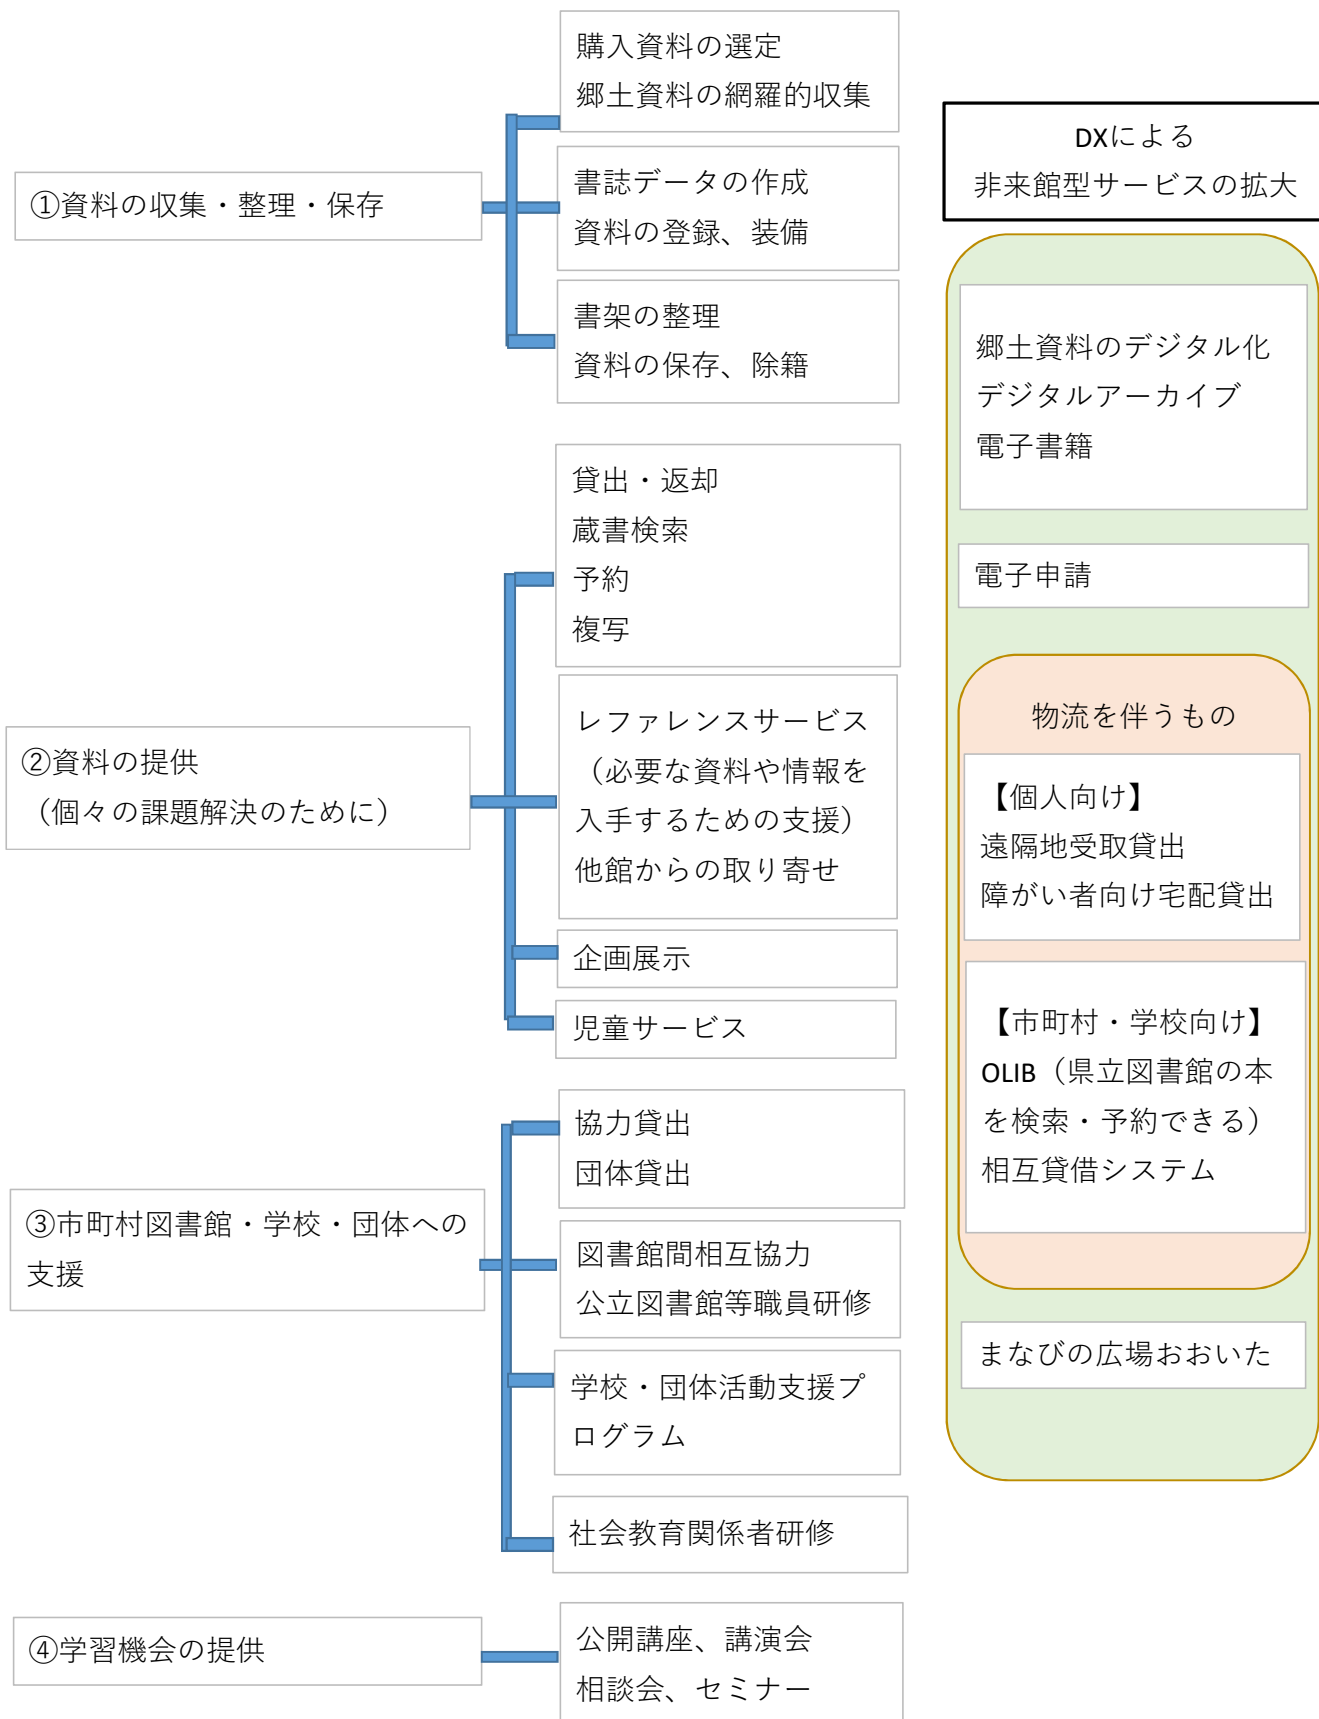 ①資料の収集・整理・保存
購入資料の選定
郷土資料の網羅的収集
書誌データの作成
資料の登録、装備
書架の整理
資料の保存、除籍
②資料の提供
（個々の課題解決のために）
貸出・返却
蔵書検索
予約
複写
レファレンスサービス
（必要な資料や情報を
入手するための支援）
他館からの取り寄せ
企画展示
児童サービス
③市町村図書館・学校・団体への
支援
協力貸出
団体貸出
図書館間相互協力
公立図書館等職員研修
学校・団体活動支援プ
ログラム
社会教育関係者研修
④学習機会の提供
公開講座、講演会
相談会、セミナー
DXによる
非来館型サービスの拡大
郷土資料のデジタル化
デジタルアーカイブ
電子書籍
電子申請
物流を伴うもの
【個人向け】
遠隔地受取貸出
障がい者向け宅配貸出
【市町村・学校向け】
OLIB（県立図書館の本
を検索・予約できる）
相互貸借システム
まなびの広場おおいた